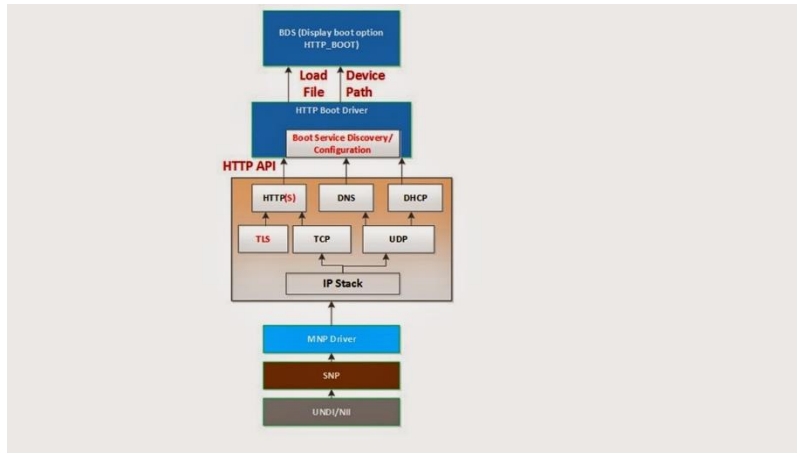 BDS (Display boot option
HTTP_BOOT)
Load
File
Device
Path
HTTP Boot Driver
Boot Service Discovery/
Configuration
HTTP API
HTTP(S)
DNS
DHCP
TLS
TCP
UDP
IP Stack
MNP Driver
SNP
UNDI/NII